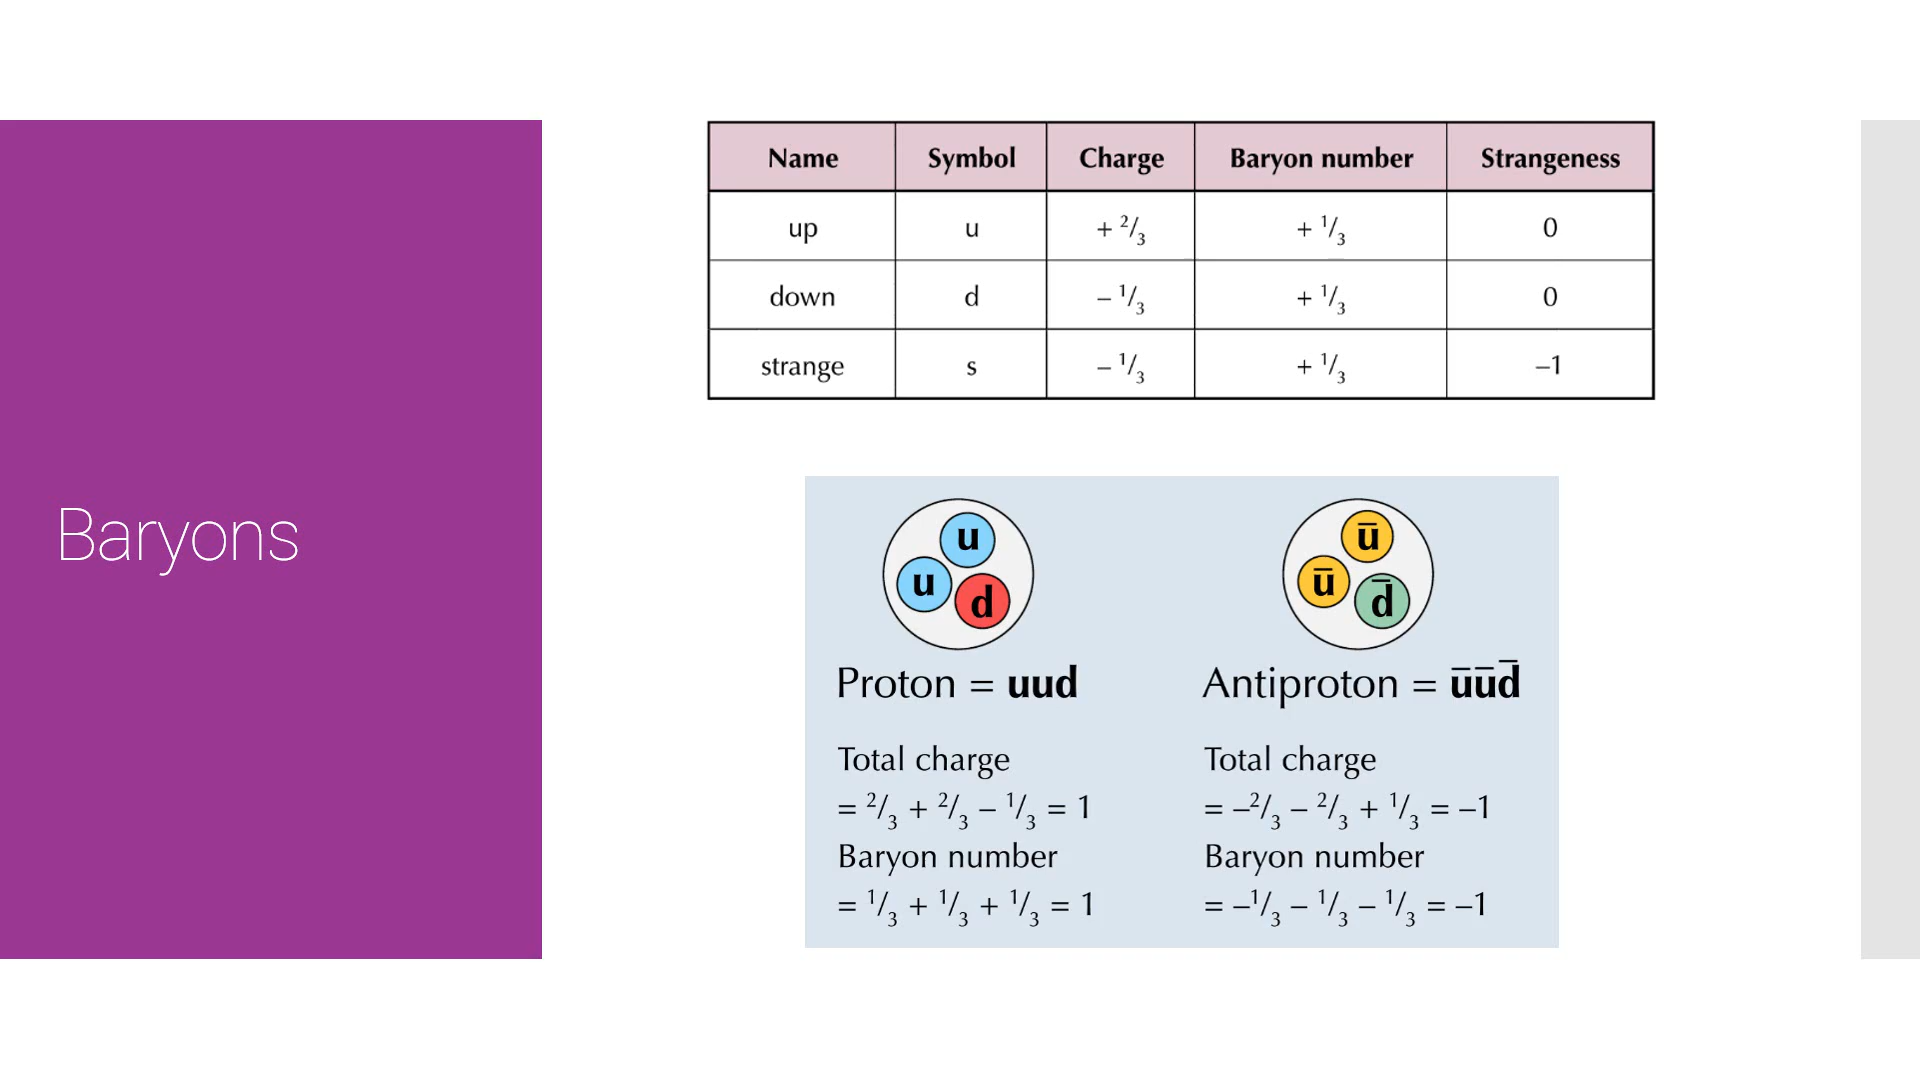 Baryons
Name Symbol Charge Baryon number Strangeness
up u + 2/3 + 1/3 0
down d – 1/3 + 1/3 0
strange s – 1/3 + 1/3 –1
u
u
d
ū
ū
d̄
Proton = uud
Total charge
= 2/3 + 2/3 – 1/3 = 1
Baryon number
= 1/3 + 1/3 + 1/3 = 1
Antiproton = ūūd̄
Total charge
= –2/3 – 2/3 + 1/3 = –1
Baryon number
= –1/3 – 1/3 – 1/3 = –1